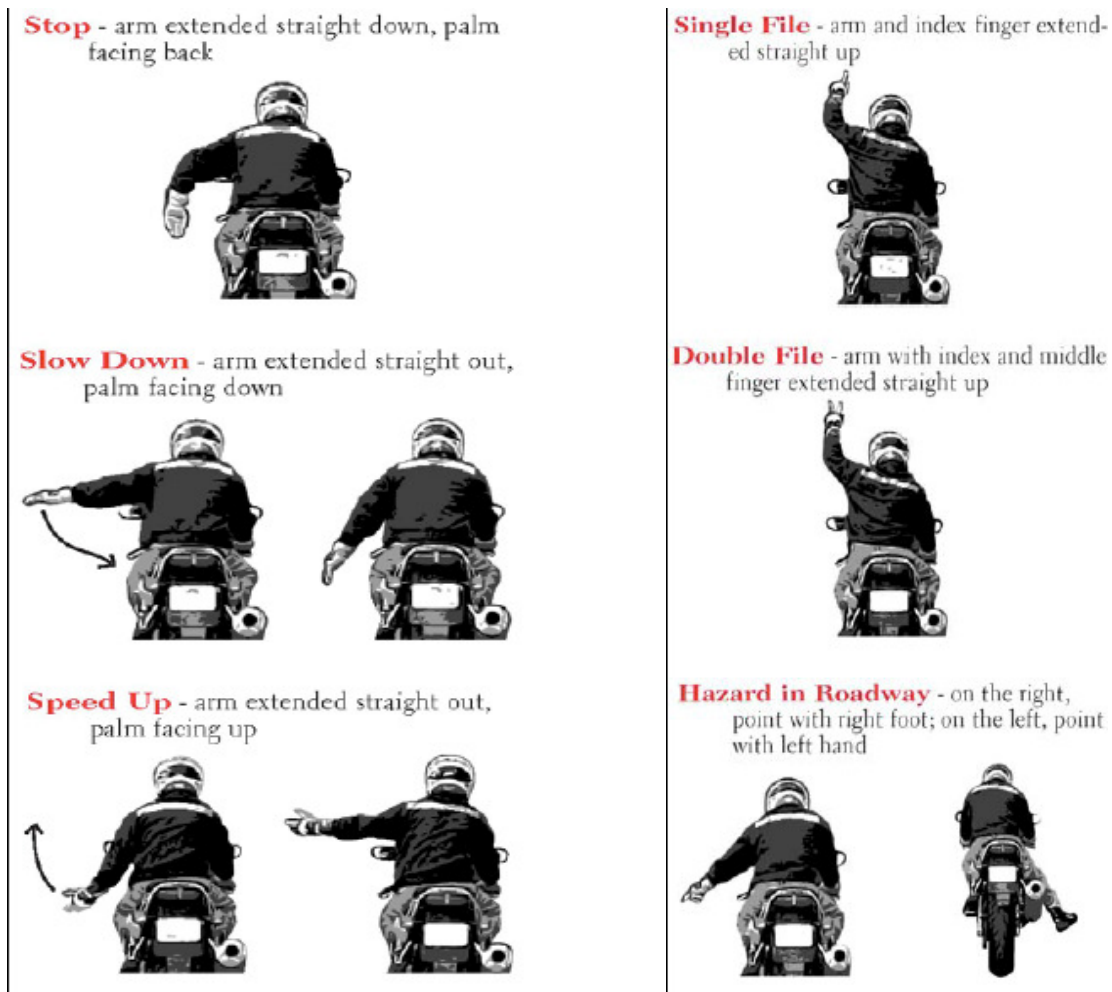 Stop - arm extended straight down, palm
facing back
Slow Down - arm extended straight out,
palm facing down
Speed Up - arm extended straight out,
palm facing up
Single File - arm and index finger extend-
ed straight up
Double File - arm with index and middle
finger extended straight up
Hazard in Roadway - on the right,
point with right foot; on the left, point
with left hand